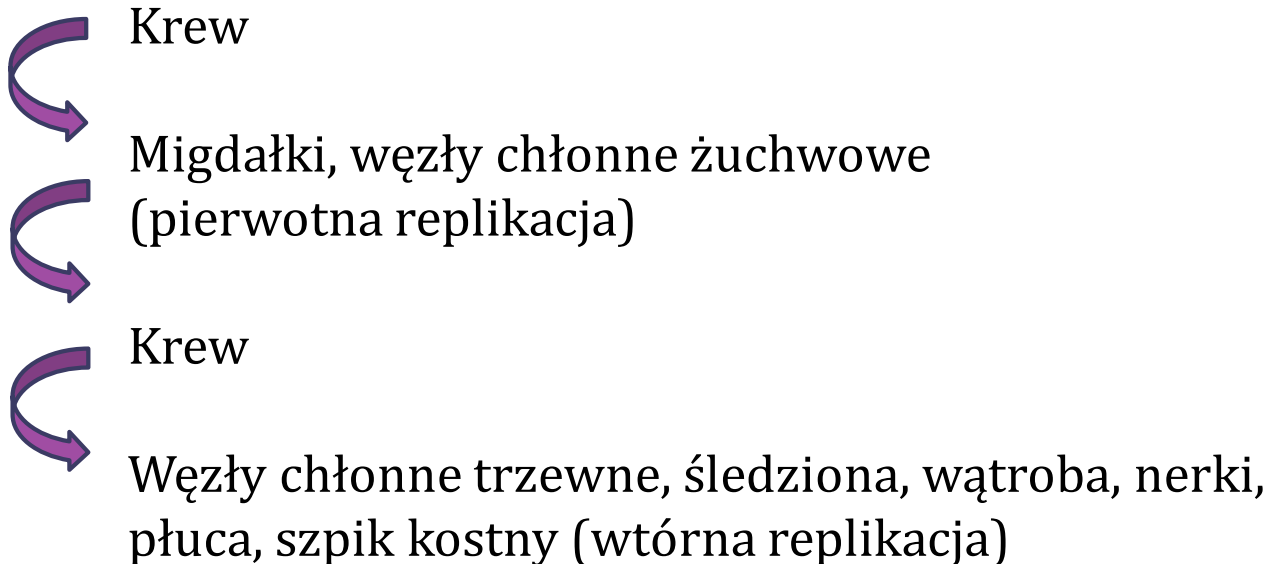 Krew
Migdałki, węzły chłonne żuchwowe
(pierwotna replikacja)
Krew
Węzły chłonne trzewne, śledziona, wątroba, nerki,
płuca, szpik kostny (wtórna replikacja)